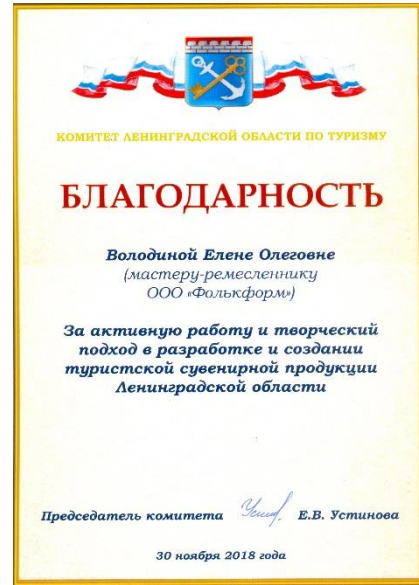 КОМИТЕТ ЛЕНИНГРАДСКОЙ ОБЛАСТИ ПО ТУРИЗМУ
БЛАГОДАРНОСТЬ
Володиной Елене Олеговне
(мастеру-ремесленнику
ООО «Фолькформ»)
За активную работу и творческий
подход в разработке и создании
туристской сувенирной продукции
Ленинградской области
Председатель комитета Е.В. Устинова
30 ноября 2018 года